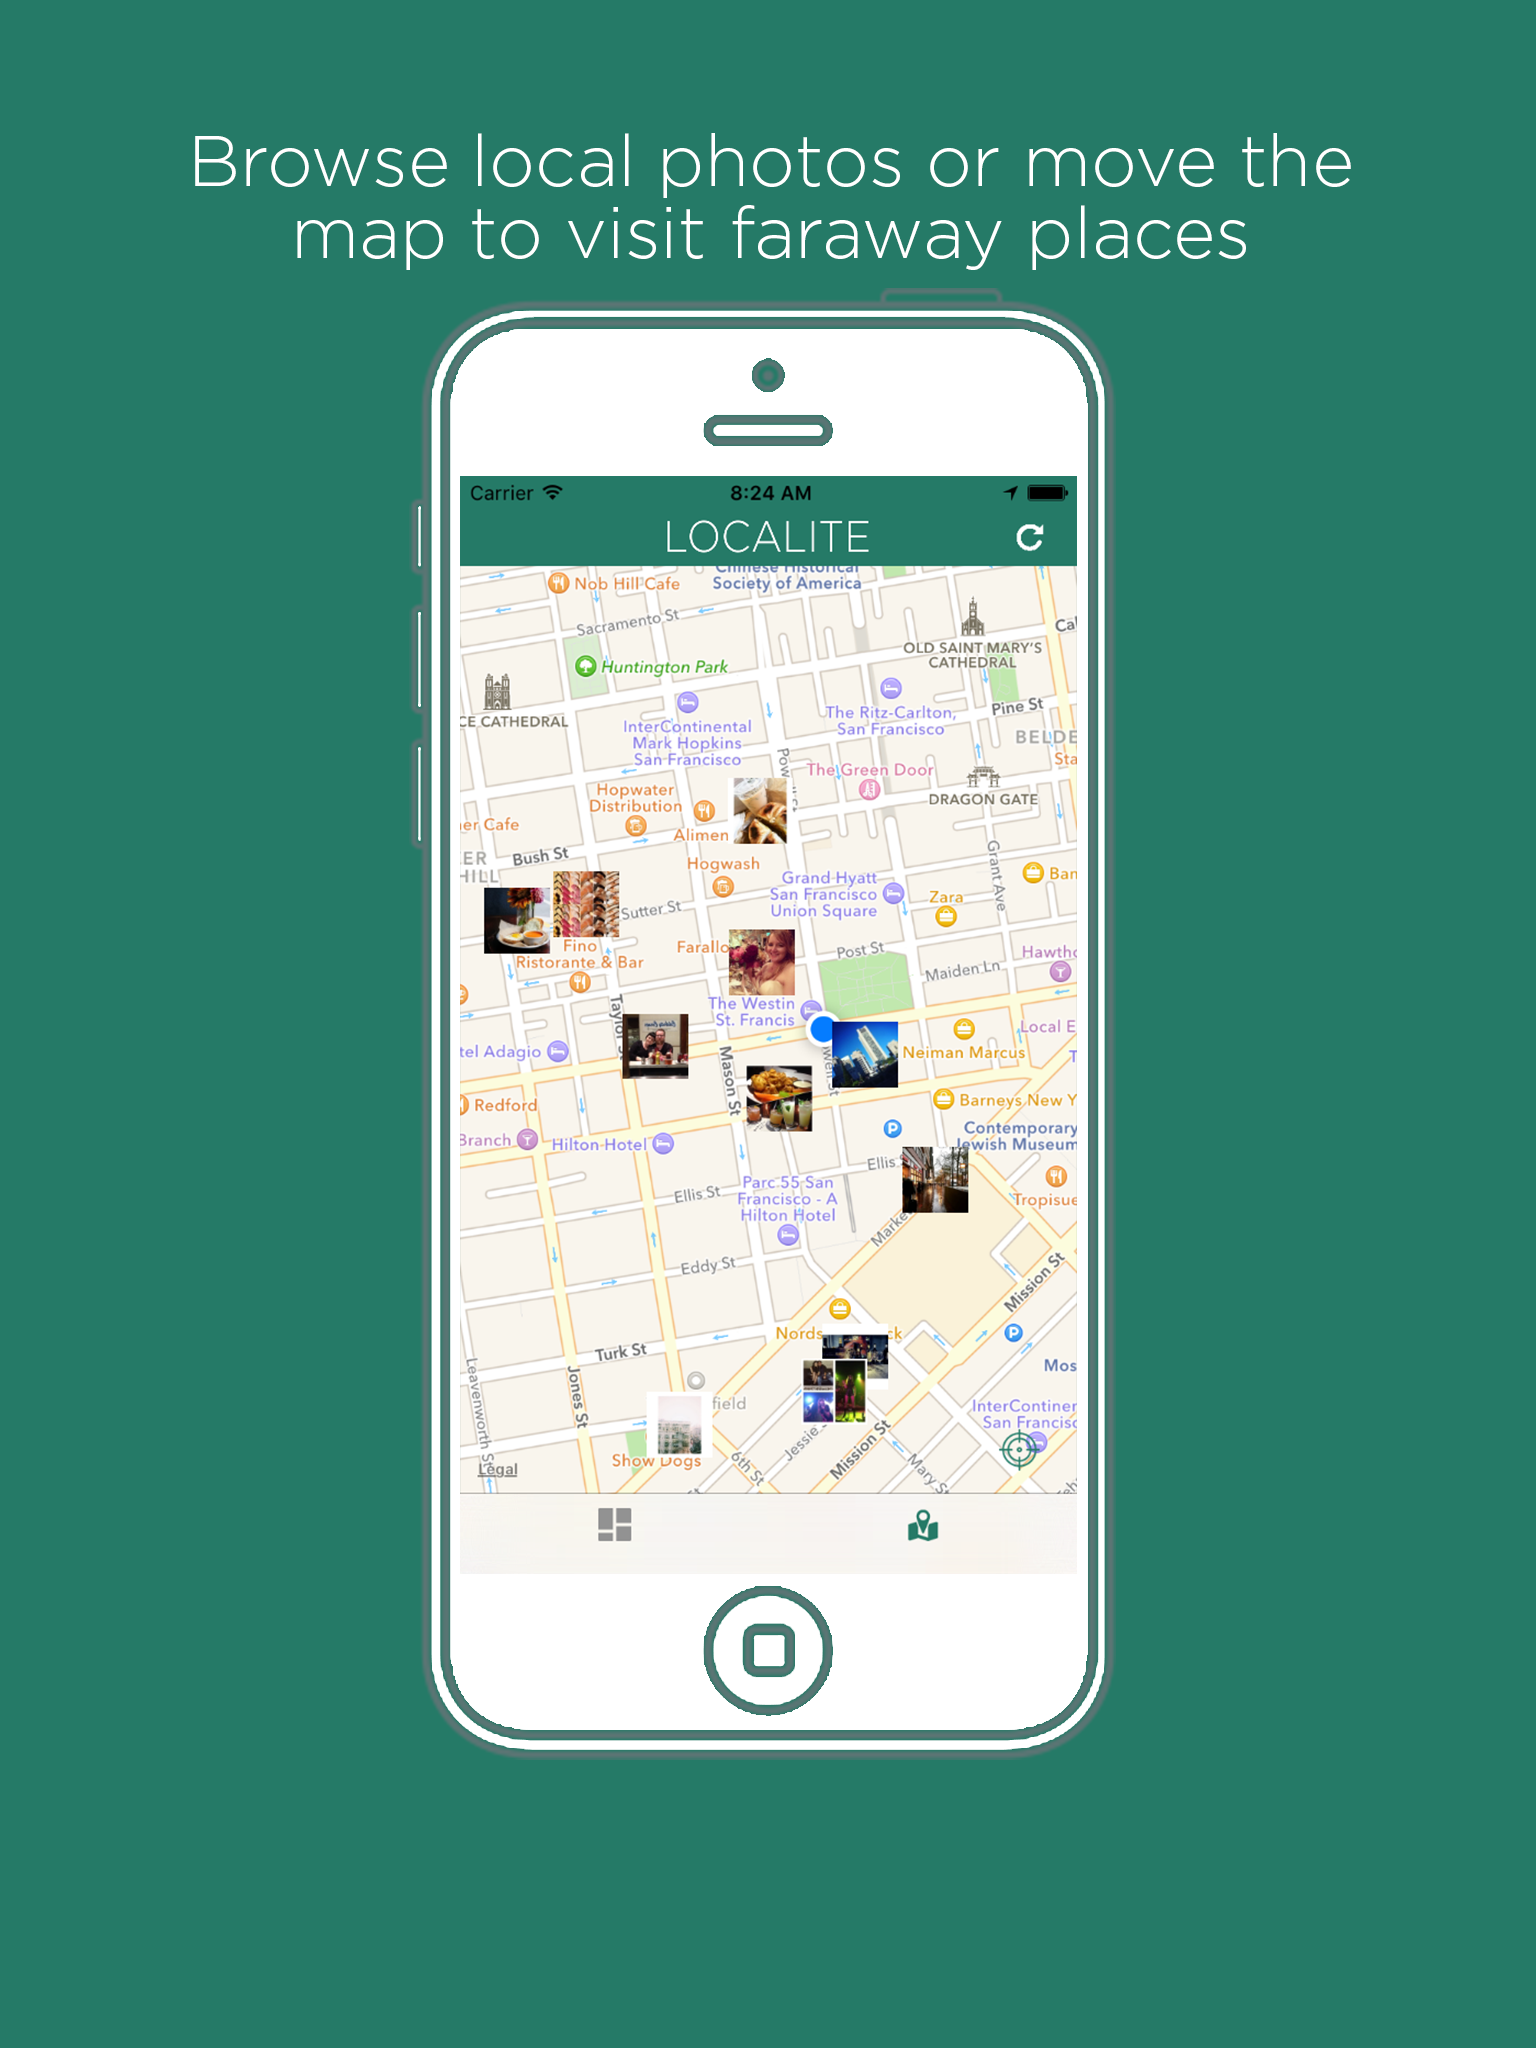 Browse local photos or move the
map to visit faraway places
Carrier
8:24 AM
LOCALITE
Chinese Historical
Society of America
Nob Hill Cafe
Sacramento St
Cal
OLD SAINT MARY'S
CATHEDRAL
Huntington Park
CE CATHEDRAL
InterContinental
Mark Hopkins
San Francisco
The Ritz-Carlton,
San Francisco
Pine St
BELDE
Sta
The Green Door
DRAGON GATE
Hopwater
Distribution
Alimen
er Cafe
Bush St
ER
HILL
Hogwash
Grant Ave
Ban
Grand Hyatt
San Francisco
Union Square
Zara
Sutter St
Fino
Ristorante & Bar
Farallo
Post St
Maiden Ln
Hawtho
The Westin
St. Francis
Taylor St
Local E
tel Adagio
Neiman Marcus
T
Mason St
Redford
Barneys New Y
Branch
Hilton Hotel
P
Contemporary
Jewish Museum
Ellis
Ellis St
Parc 55 San
Francisco - A
Hilton Hotel
Tropisue
Marke
Eddy St
Mission St
Nords
ck
P
Turk St
Mos
Leavenworth St
Jones St
field
InterContiner
San Francisc
Jessie
Mission St
Show Dogs
6th St
Mary St
Legal